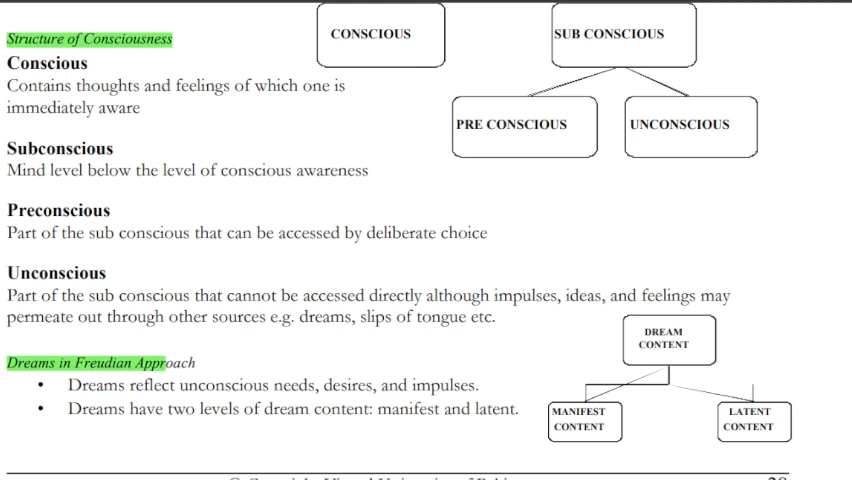 CONSCIOUS
SUB CONSCIOUS
Structure of Consciousness
Conscious
Contains thoughts and feelings of which one is
immediately aware
PRE CONSCIOUS
UNCONSCIOUS
Subconscious
Mind level below the level of conscious awareness
Preconscious
Part of the sub conscious that can be accessed by deliberate choice
Unconscious
Part of the sub conscious that cannot be accessed directly although impulses, ideas, and feelings may
permeate out through other sources e.g. dreams, slips of tongue etc.
DREAM
CONTENT
Dreams in Freudian Approach
• Dreams reflect unconscious needs, desires, and impulses.
• Dreams have two levels of dream content: manifest and latent.
MANIFEST
CONTENT
LATENT
CONTENT